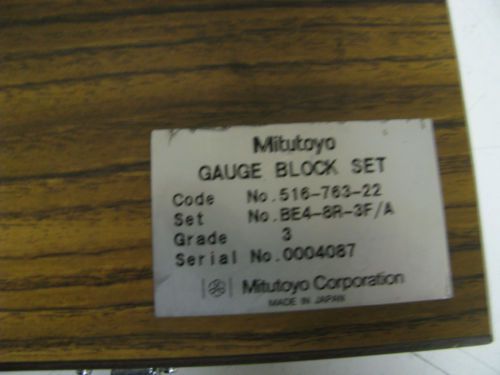 Mitutoyo
GAUGE BLOCK SET
Code No.516-763-22
Set No.BE4-8R-3F/A
Grade 3
Serial No.0004087
Mitutoyo Corporation
MADE IN JAPAN